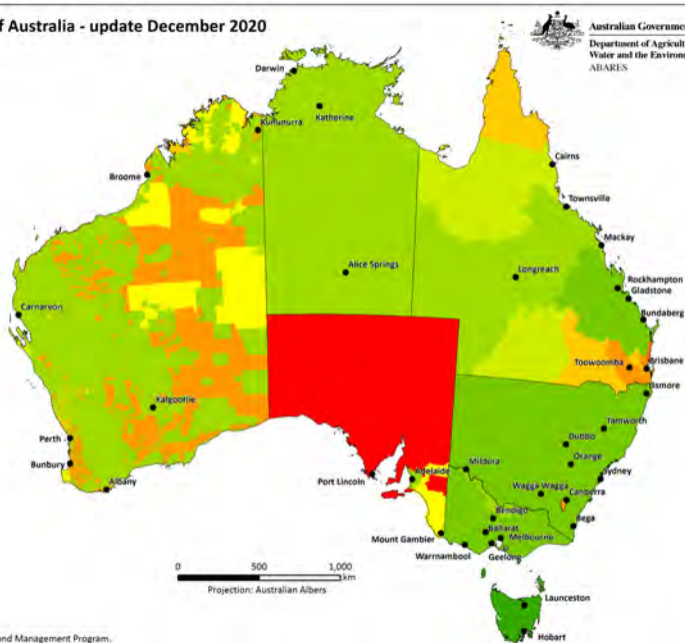 f Australia - update December 2020
Australian Governme
Department of Agricult
Water and the Environ
ABARES
Darwin
Katherine
Kununurra
Broome
Cairns
Townsville
Mackay
Alice Springs
Longreach
Rockhampton
Gladstone
Bundaberg
Carnarvon
Toowoomba
Brisbane
Lismore
Kalgoorlie
Tamworth
Dubbo
Perth
Orange
Mildura
Bunbury
Adelaide
Sydney
Port Lincoln
Albany
Wagga Wagga
Canberra
Bendigo
Bega
Ballarat
Mount Gambier
Melbourne
Warrnambool
Geelong
0 500 1,000
km
Projection: Australian Albers
Launceston
Hobart
nd Management Program.